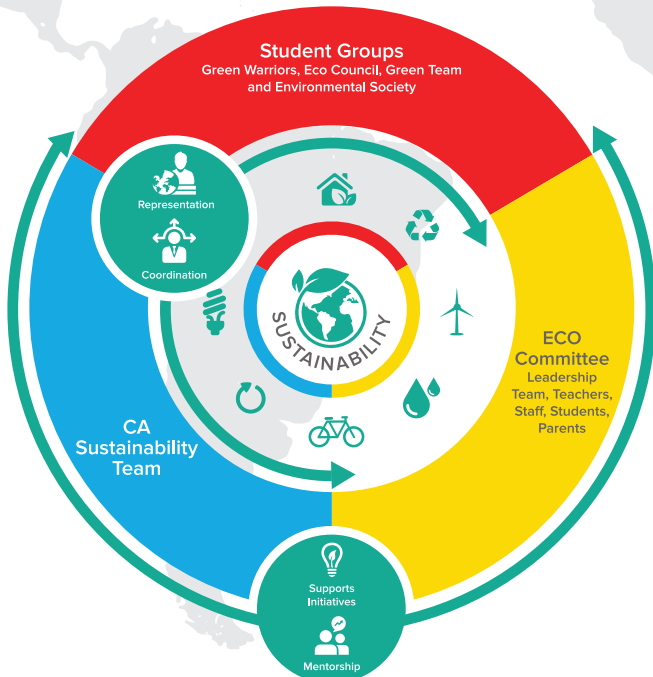 Student Groups
Green Warriors, Eco Council, Green Team
and Environmental Society
Representation
Coordination
SUSTAINABILITY
ECO
Committee
Leadership
Team, Teachers,
Staff, Students,
Parents
CA
Sustainability
Team
Supports
Initiatives
Mentorship